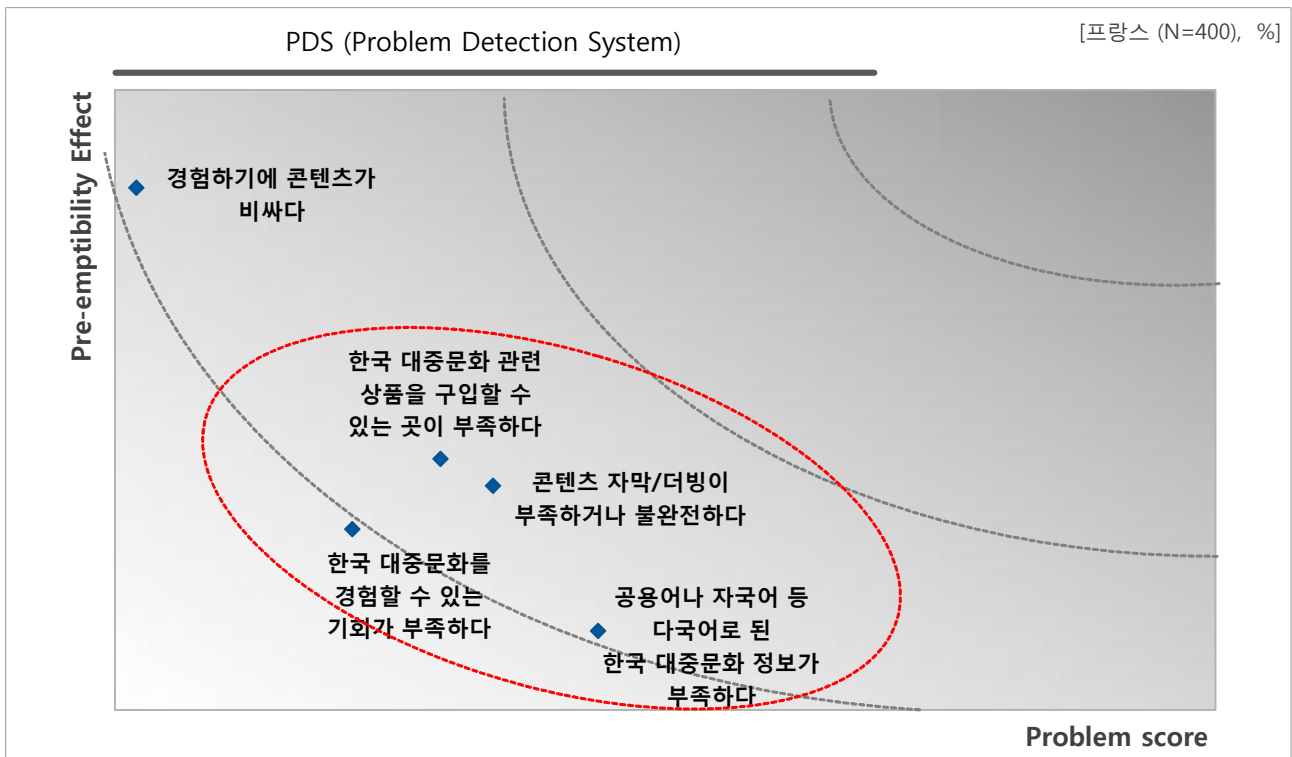 PDS (Problem Detection System)
[프랑스 (N=400), %]
Pre-emptibility Effect
경험하기에 콘텐츠가
비싸다
한국 대중문화 관련
상품을 구입할 수
있는 곳이 부족하다
콘텐츠 자막/더빙이
부족하거나 불완전하다
한국 대중문화를
경험할 수 있는
기회가 부족하다
공용어나 자국어 등
다국어로 된
한국 대중문화 정보가
부족하다
Problem score